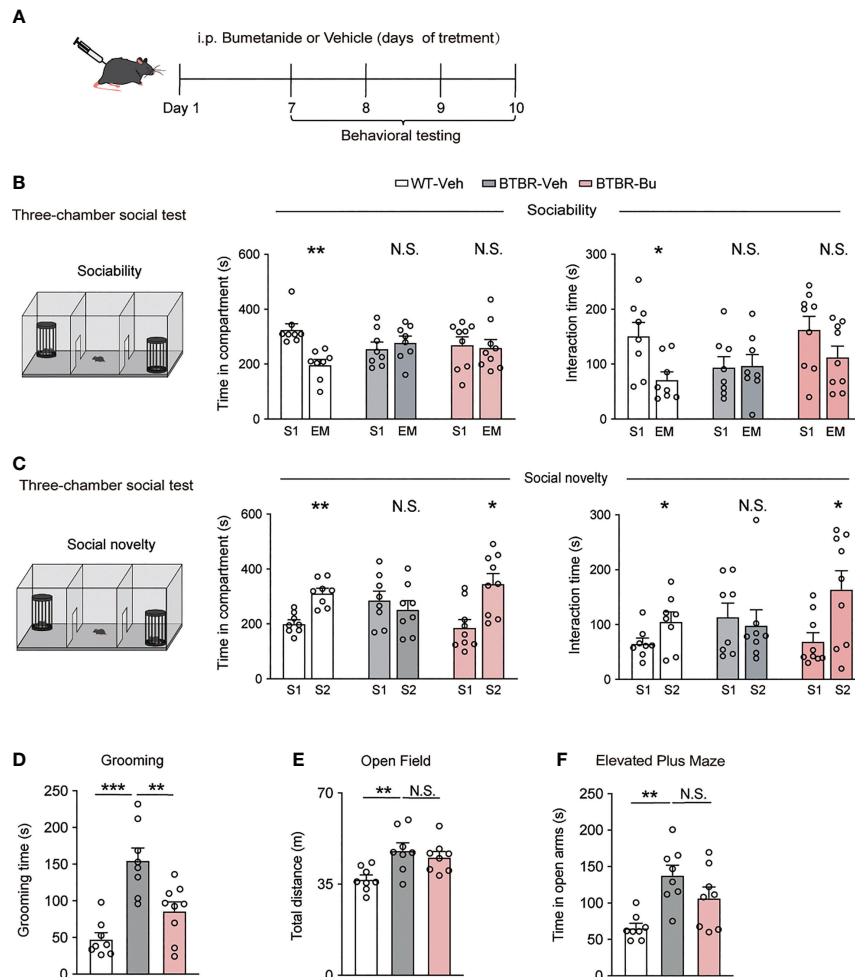 A
i.p. Bumetanide or Vehicle (days of tretment)
Day 1 7 8 9 10
Behavioral testing
B
WT-Veh BTBR-Veh BTBR-Bu
Three-chamber social test
Sociability
Sociability
Time in compartment (s)
600
400
200
0
** N.S. N.S.
S1 EM S1 EM S1 EM
Interaction time (s)
300
200
100
0
* N.S. N.S.
S1 EM S1 EM S1 EM
C
Three-chamber social test
Social novelty
Social novelty
Time in compartment (s)
600
400
200
0
** N.S. *
S1 S2 S1 S2 S1 S2
Interaction time (s)
300
200
100
0
* N.S. *
S1 S2 S1 S2 S1 S2
D
Grooming
Grooming time (s)
250
200
150
100
50
0
*** **
E
Open Field
Total distance (m)
70
35
0
** N.S.
F
Elevated Plus Maze
Time in open arms (s)
250
200
150
100
50
0
** N.S.